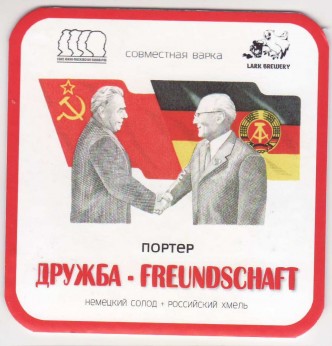 СОВМЕСТНАЯ ВАРКА
LARK BREWERY
ПОРТЕР
ДРУЖБА - FREUNDSCHAFT
НЕМЕЦКИЙ СОЛОД + РОССИЙСКИЙ ХМЕЛЬ